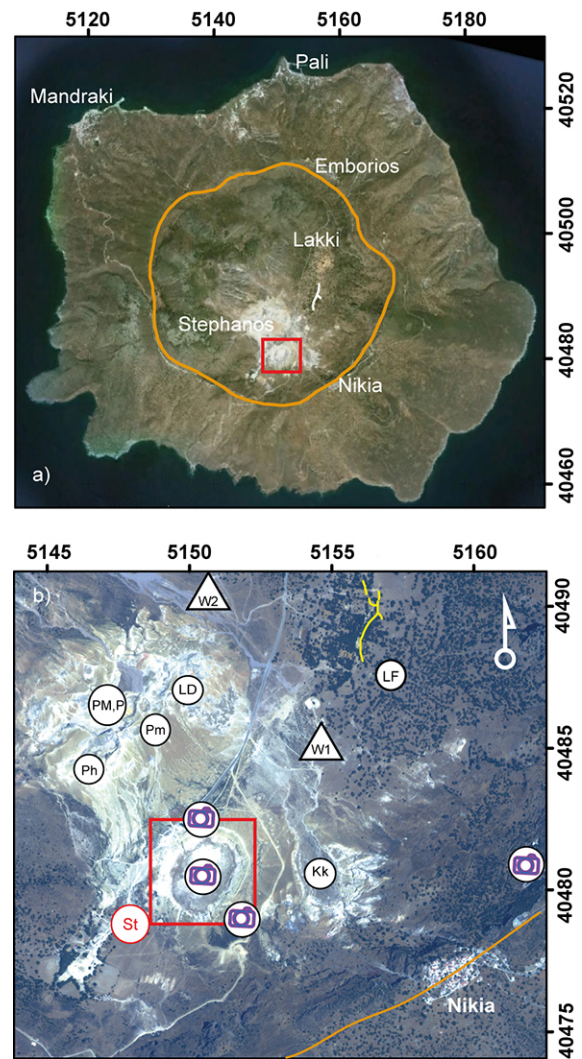 5120 5140 5160 5180
Pali
Mandraki
40520
Emborios
40500
Lakki
Stephanos
40480
Nikia
40460
a)
5145 5150 5155 5160
b)
W2
40490
LF
LD
PM,P
Pm
W1
40485
Ph
Kk
40480
St
Nikia
40475